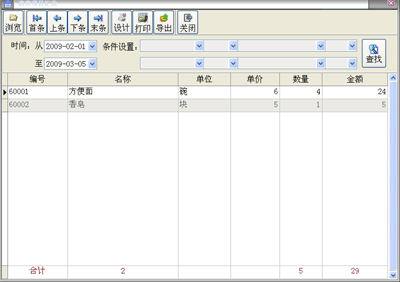 浏览 首条 上条 下条 末条 设计 打印 导出 关闭
时间: 从 2009-02-01 条件设置:
至 2009-03-05
查找
编号 名称 单位 单价 数量 金额
60001 方便面 碗 6 4 24
60002 香皂 块 5 1 5
合计 2 5 29